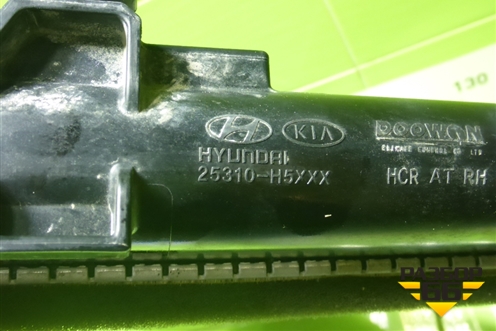 130
KIA DOOWON
HYUNDAI
25310-H5XXX HCR AT RH